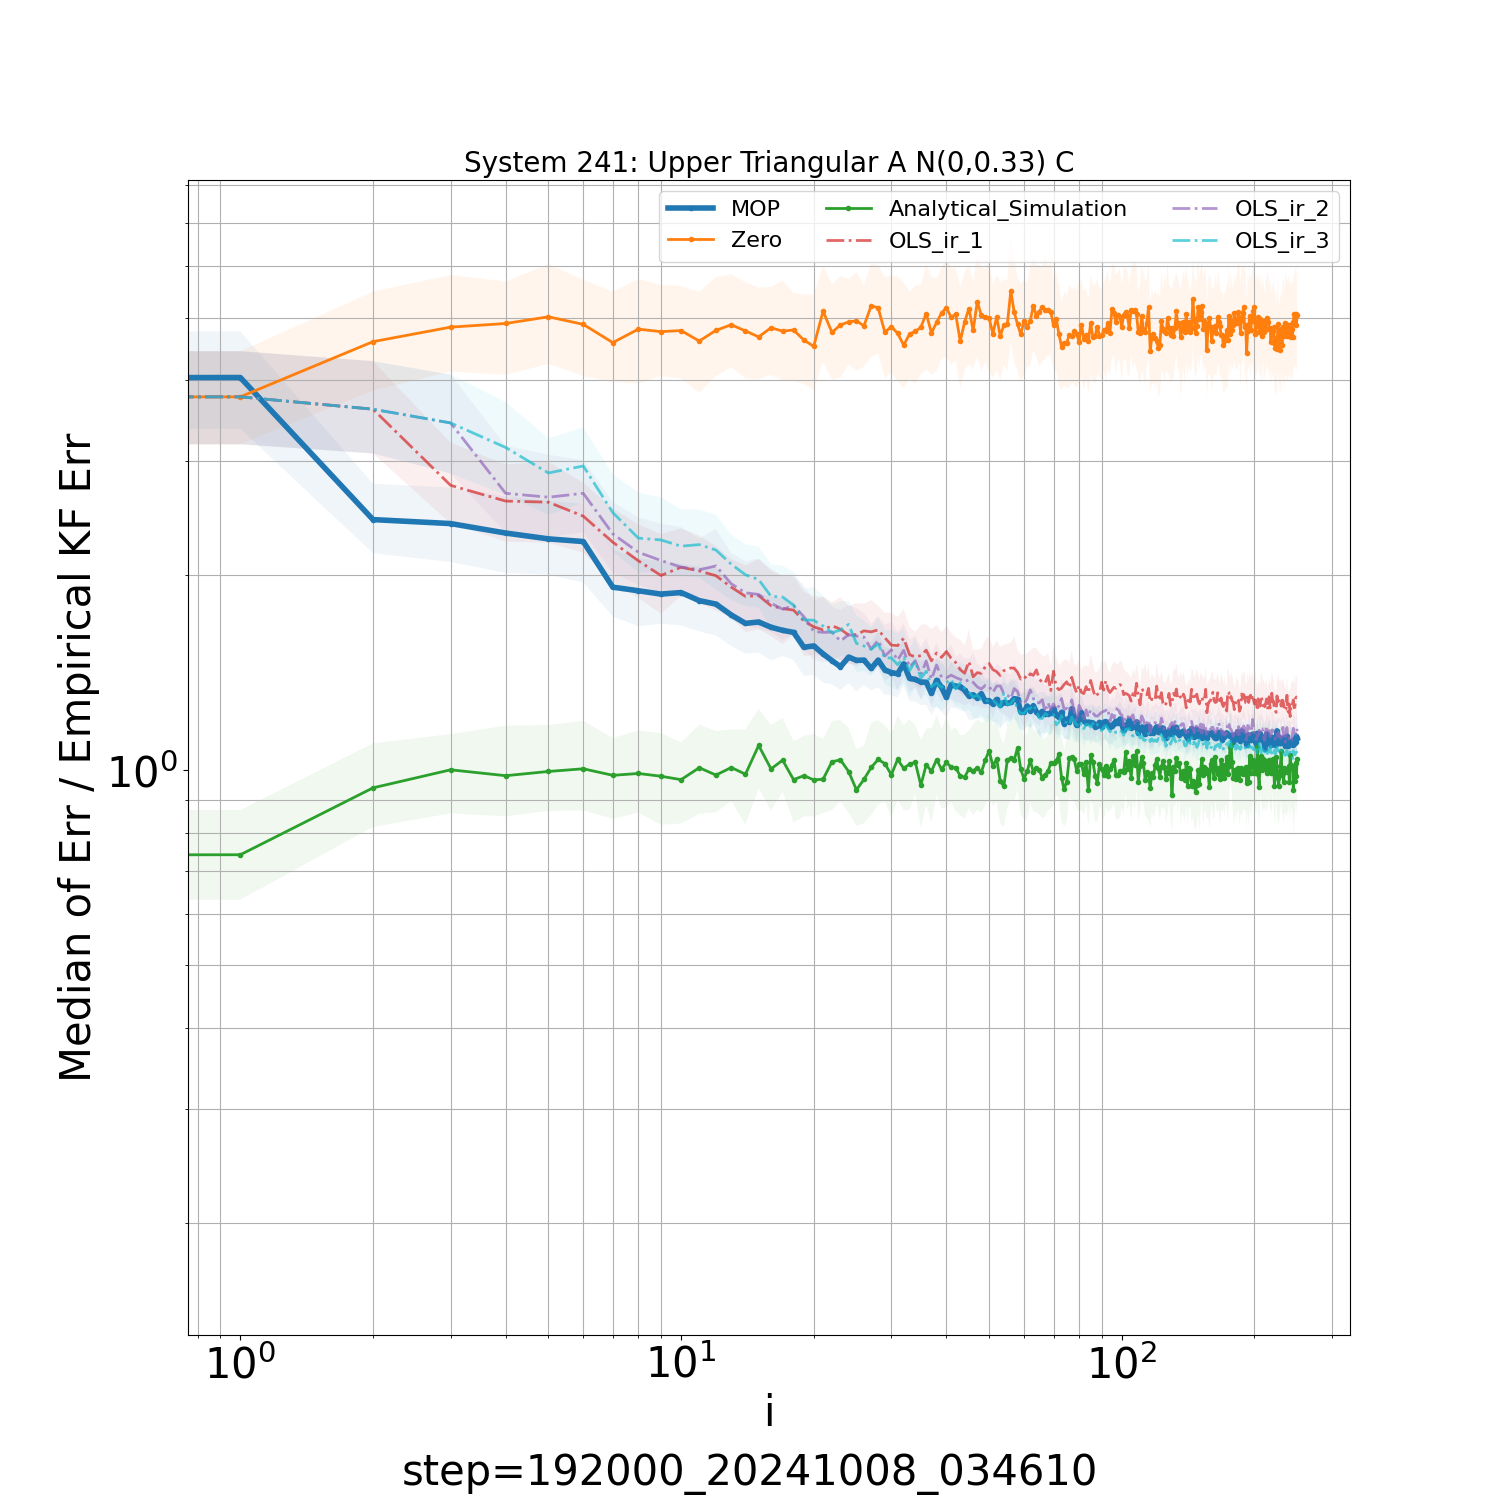 System 241: Upper Triangular A N(0,0.33) C
MOP
Zero
Analytical_Simulation
OLS_ir_1
OLS_ir_2
OLS_ir_3
Median of Err / Empirical KF Err
10⁰
10⁰
10¹
10²
i
step=192000_20241008_034610